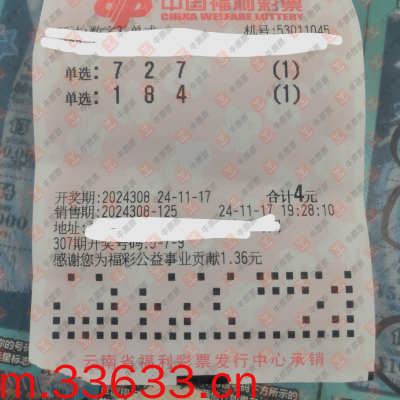 中国福利彩票
CHINA WELFARE LOTTERY
机号:53011045
单选: 7 2 7 (1)
单选: 1 8 4 (1)
开奖期:2024308 24-11-17 合计4元
销售期:2024308-125 24-11-17 19:28:10
地址:
307期开奖号码:5-7-9
感谢您为福彩公益事业贡献1.36元
云南省福利彩票发行中心承销
m.33633.cn